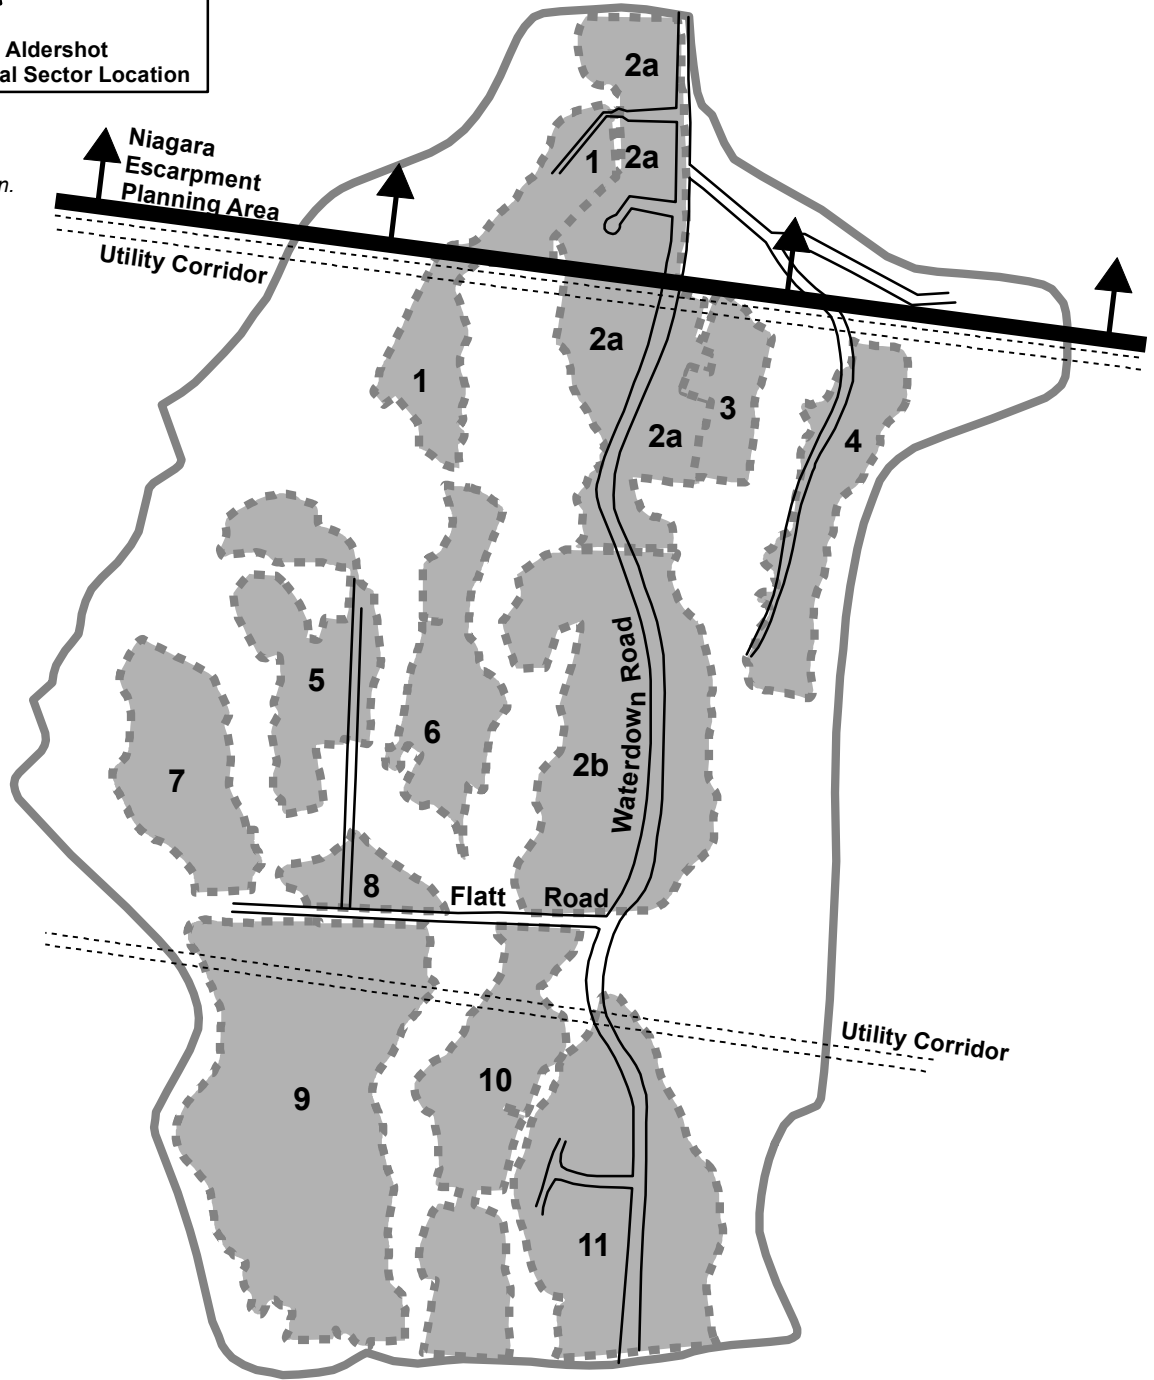 Aldershot
al Sector Location
n.
Niagara
Escarpment
Planning Area
Utility Corridor
2a
1
2a
2a
1
3
2a
4
5
6
7
2b
Waterdown Road
8
Flatt Road
Utility Corridor
9
10
11